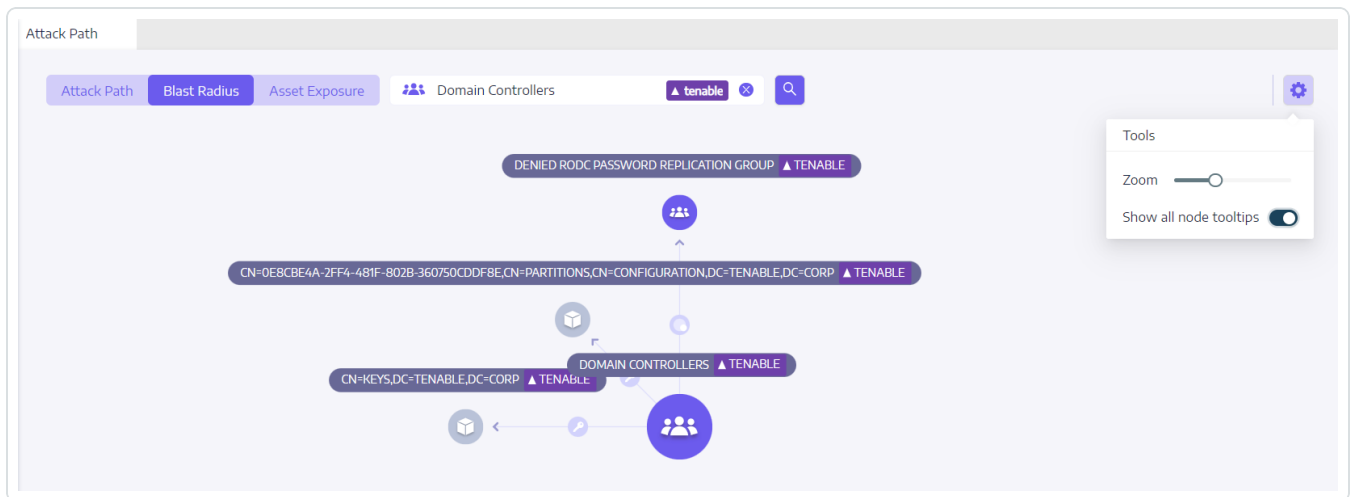 Attack Path
Attack Path Blast Radius Asset Exposure Domain Controllers tenable
Tools
Zoom
Show all node tooltips
DENIED RODC PASSWORD REPLICATION GROUP TENABLE
CN=0E8CBE4A-2FF4-481F-802B-360750CDDF8E,CN=PARTITIONS,CN=CONFIGURATION,DC=TENABLE,DC=CORP TENABLE
DOMAIN CONTROLLERS TENABLE
CN=KEYS,DC=TENABLE,DC=CORP TENABLE